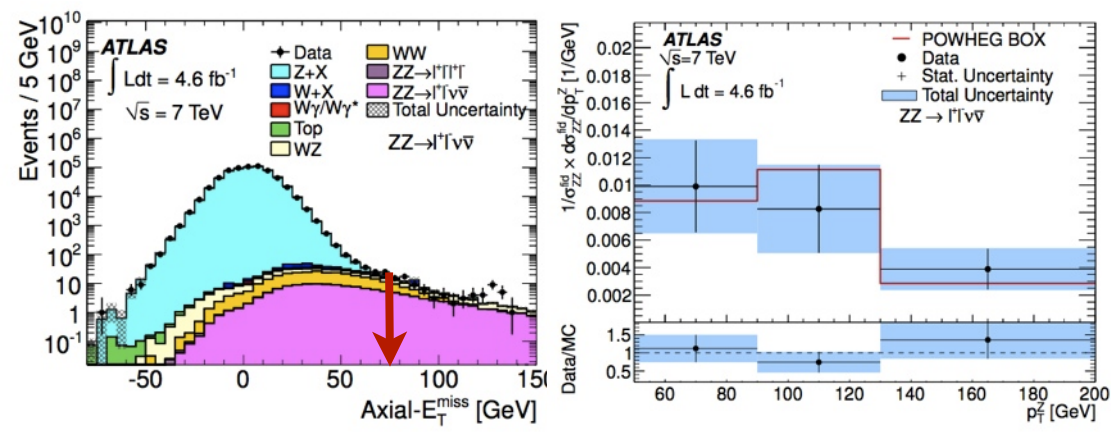 ATLAS
∫ Ldt = 4.6 fb⁻¹
√s = 7 TeV
Data
Z+X
W+X
Wγ/Wγ*
Top
WZ
WW
ZZ→l⁺l⁻l⁺l⁻
ZZ→l⁺l⁻νν̄
Total Uncertainty
ZZ→l⁺l⁻νν̄
Events / 5 GeV
10¹⁰
10⁹
10⁸
10⁷
10⁶
10⁵
10⁴
10³
10²
10
1
10⁻¹
-50 0 50 100 150
Axial-E_T^miss [GeV]
ATLAS
√s=7 TeV
∫ L dt = 4.6 fb⁻¹
POWHEG BOX
Data
Stat. Uncertainty
Total Uncertainty
ZZ → l⁺l⁻νν̄
1/σ_ZZ^fid × dσ_ZZ^fid/dp_T^Z [1/GeV]
0.02
0.018
0.016
0.014
0.012
0.01
0.008
0.006
0.004
0.002
Data/MC
1.5
1
0.5
60 80 100 120 140 160 180 200
p_T^Z [GeV]